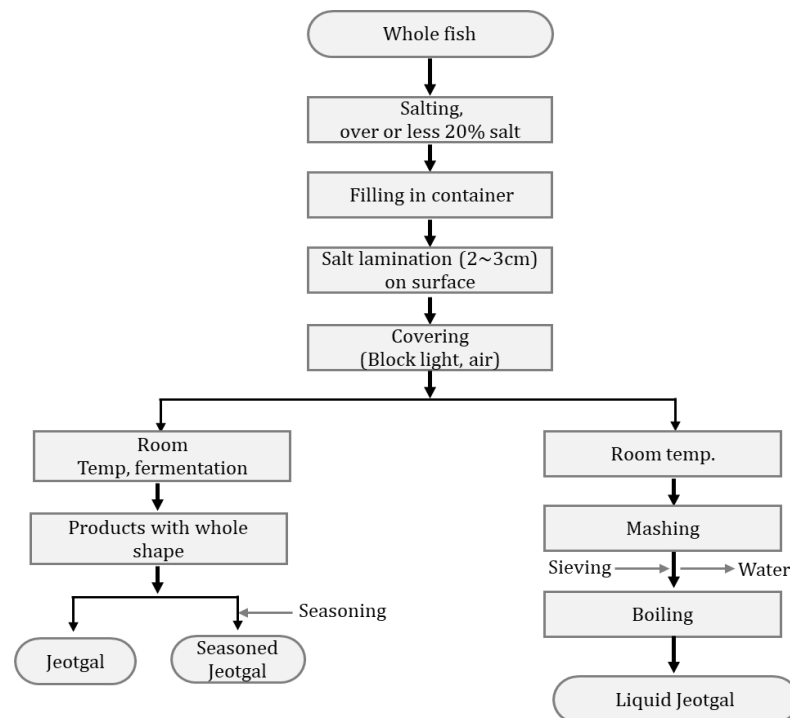 Whole fish
Salting,
over or less 20% salt
Filling in container
Salt lamination (2~3cm)
on surface
Covering
(Block light, air)
Room
Temp, fermentation
Products with whole
shape
Seasoning
Jeotgal
Seasoned
Jeotgal
Room temp.
Mashing
Sieving
Water
Boiling
Liquid Jeotgal